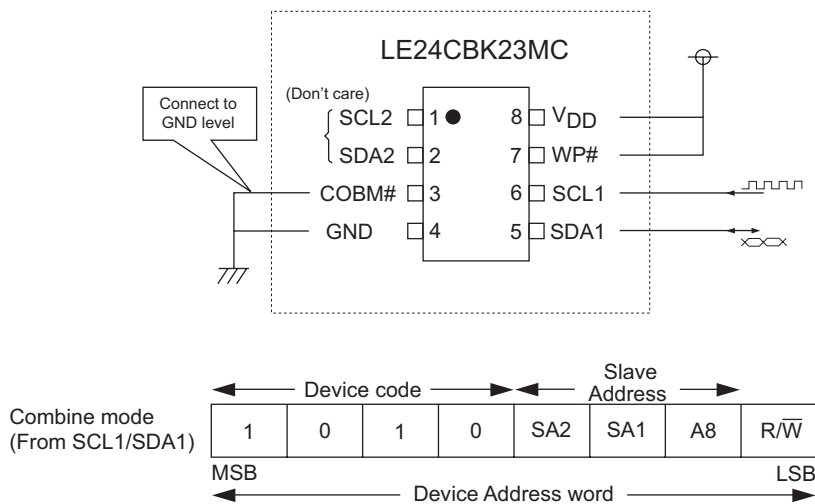 LE24CBK23MC
Connect to
GND level
(Don't care)
SCL2 1 8 VDD
SDA2 2 7 WP#
COBM# 3 6 SCL1
GND 4 5 SDA1
Device code
Slave
Address
Combine mode
(From SCL1/SDA1)
1 0 1 0 SA2 SA1 A8 R/W̅
MSB LSB
Device Address word